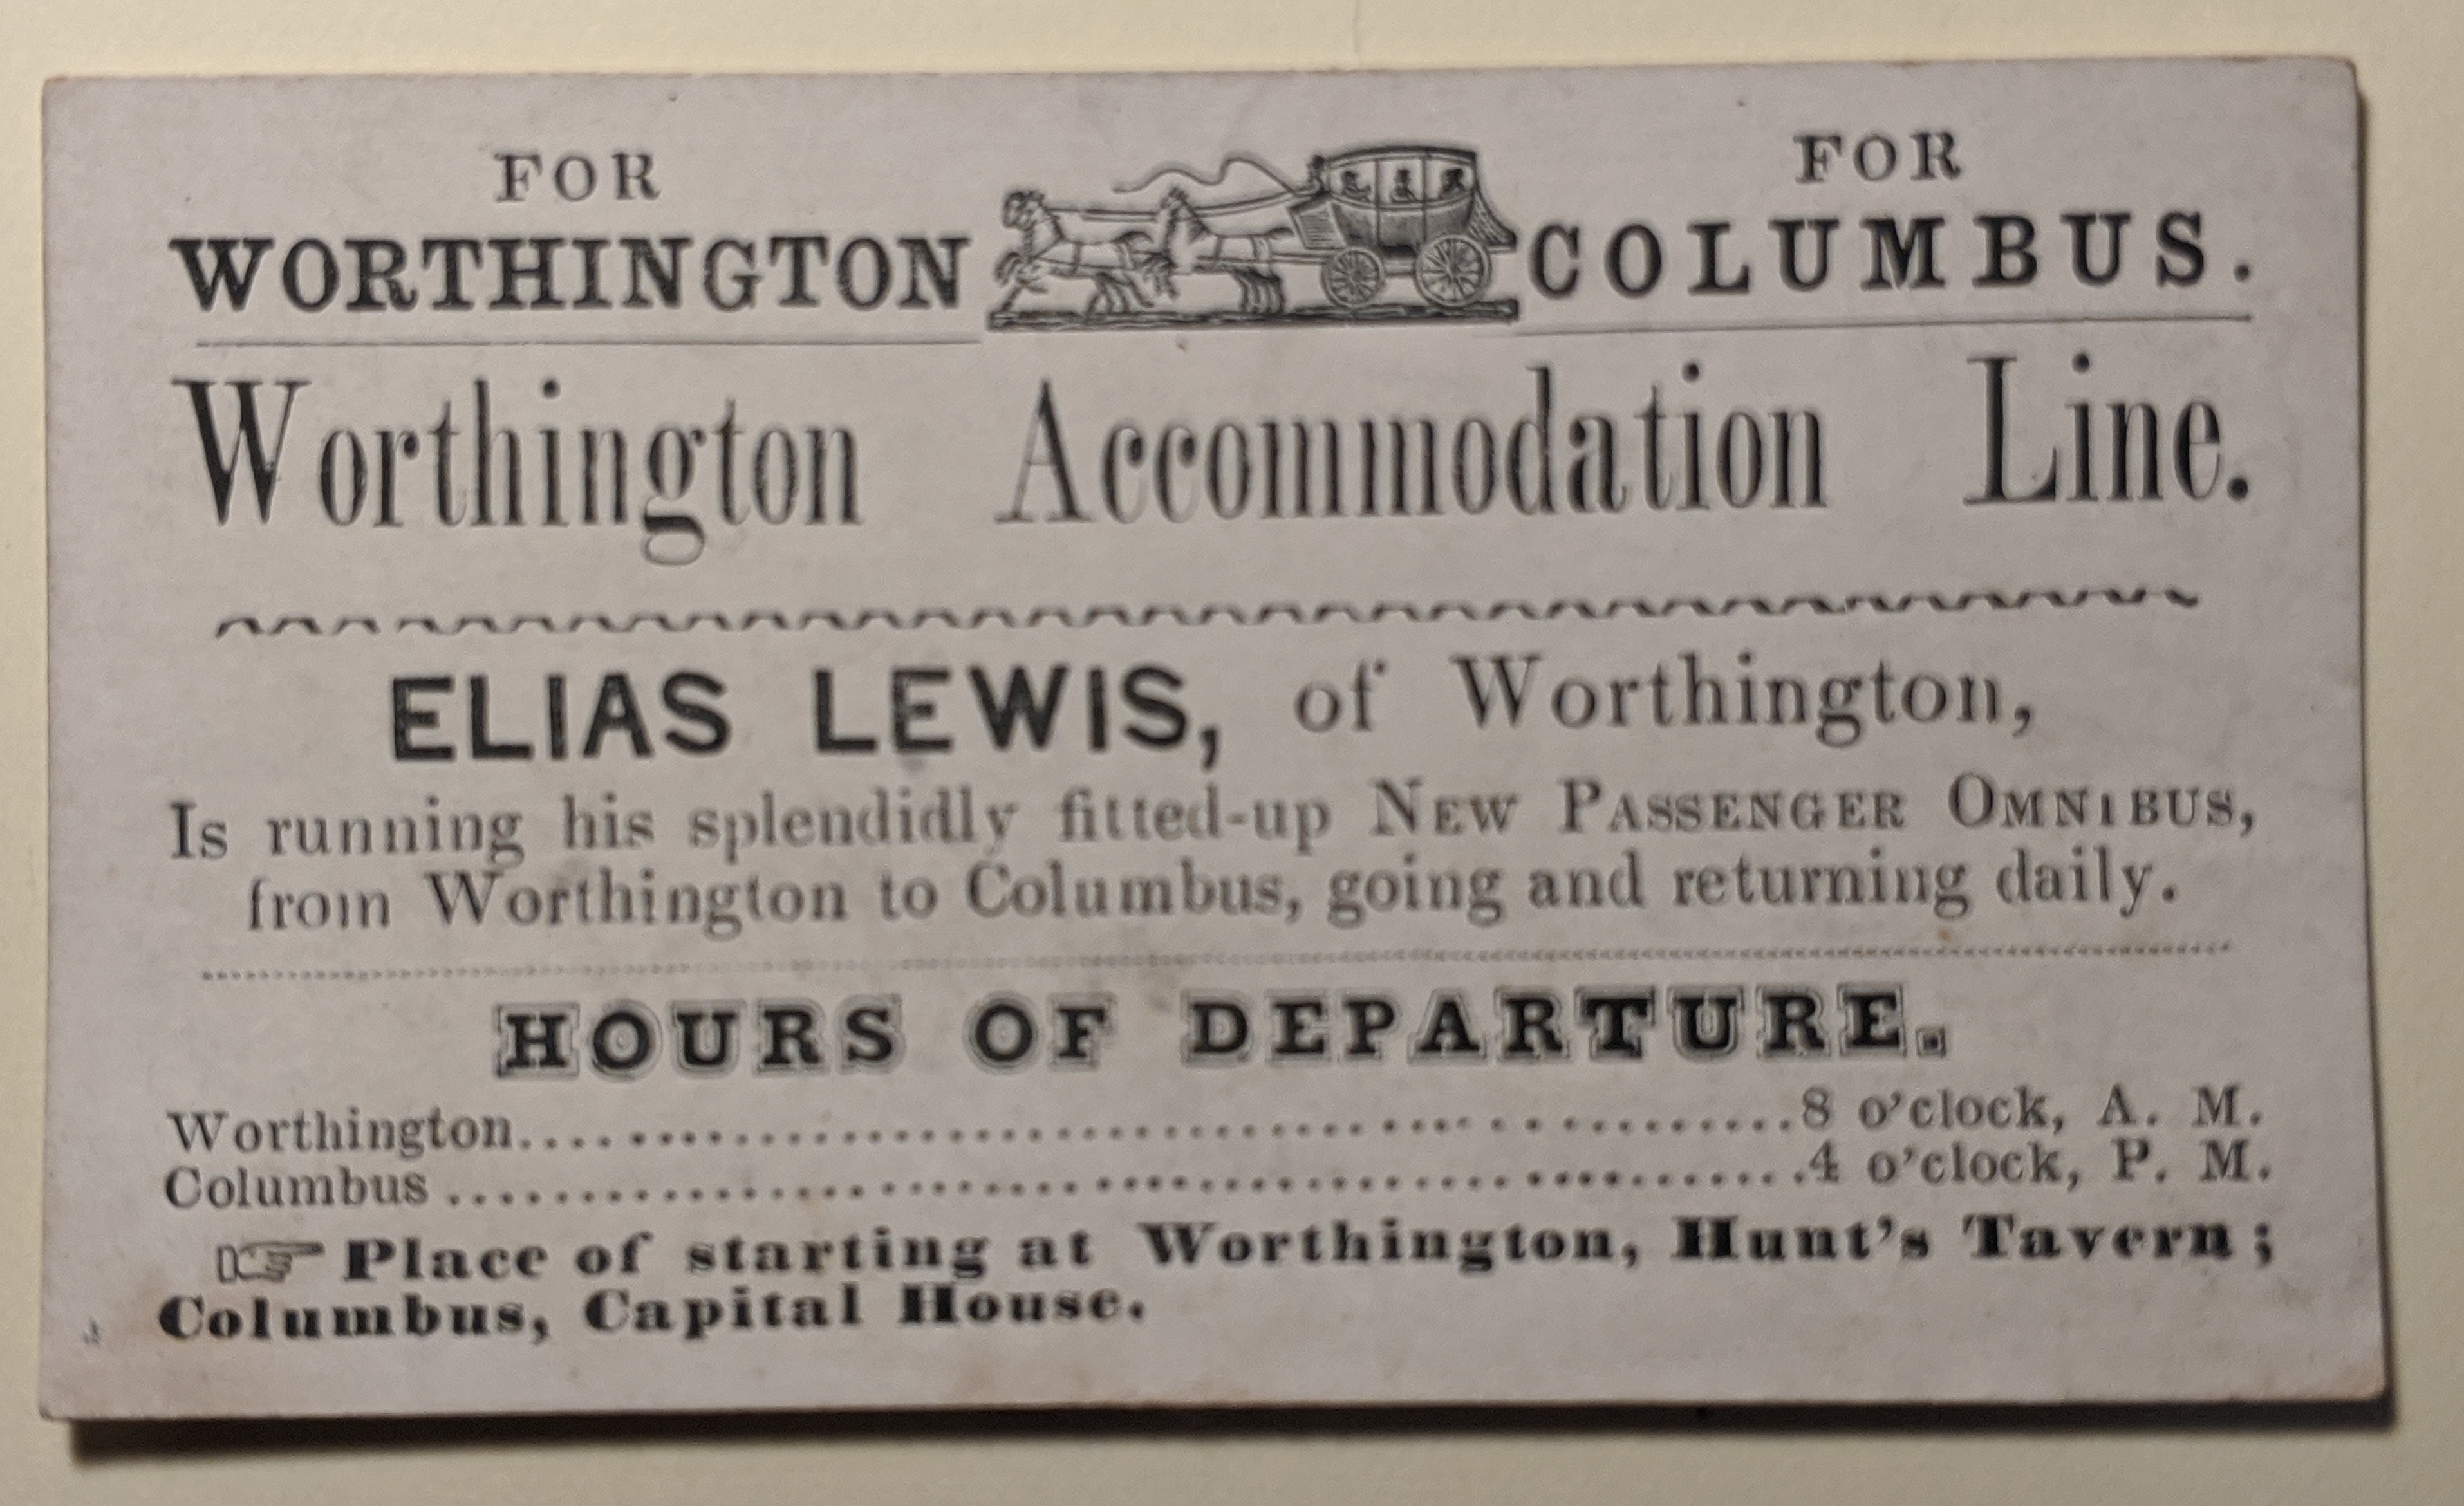 FOR
WORTHINGTON
FOR
COLUMBUS.
Worthington Accommodation Line.
ELIAS LEWIS, of Worthington,
Is running his splendidly fitted-up NEW PASSENGER OMNIBUS,
from Worthington to Columbus, going and returning daily.
HOURS OF DEPARTURE.
Worthington..........................................................8 o'clock, A. M.
Columbus ..........................................................4 o'clock, P. M.
☞ Place of starting at Worthington, Hunt's Tavern;
Columbus, Capital House.